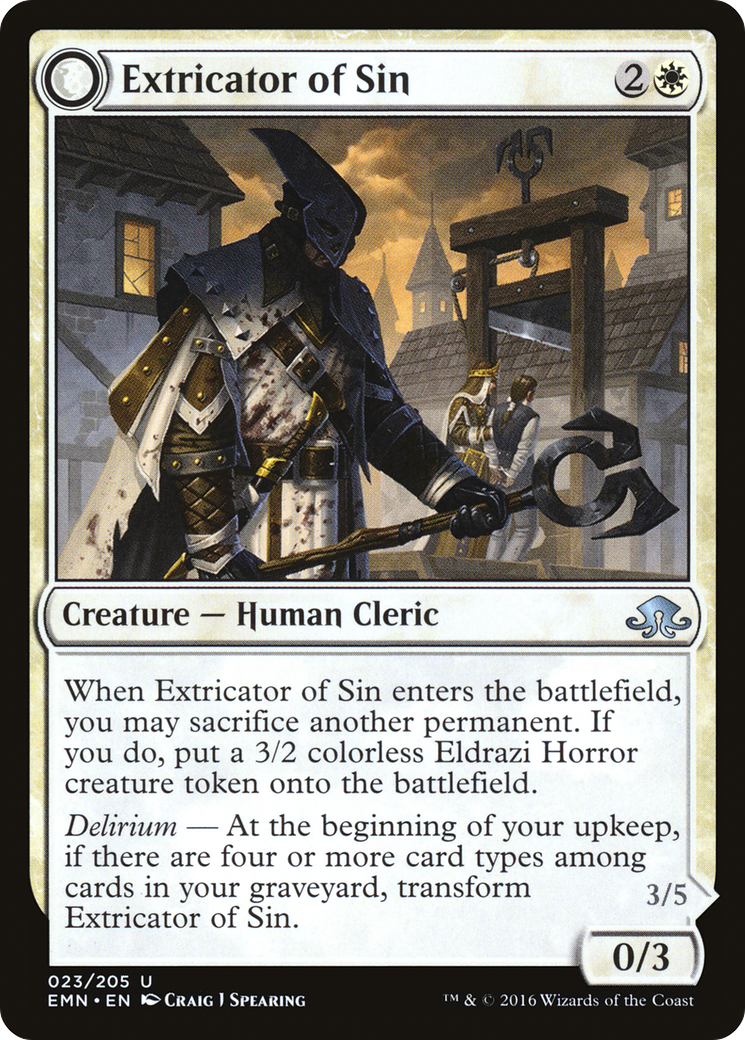 Extricator of Sin 2
Creature — Human Cleric
When Extricator of Sin enters the battlefield,
you may sacrifice another permanent. If
you do, put a 3/2 colorless Eldrazi Horror
creature token onto the battlefield.
Delirium — At the beginning of your upkeep,
if there are four or more card types among
cards in your graveyard, transform
Extricator of Sin.
3/5
0/3
023/205 U
EMN • EN Craig J Spearing
™ & © 2016 Wizards of the Coast